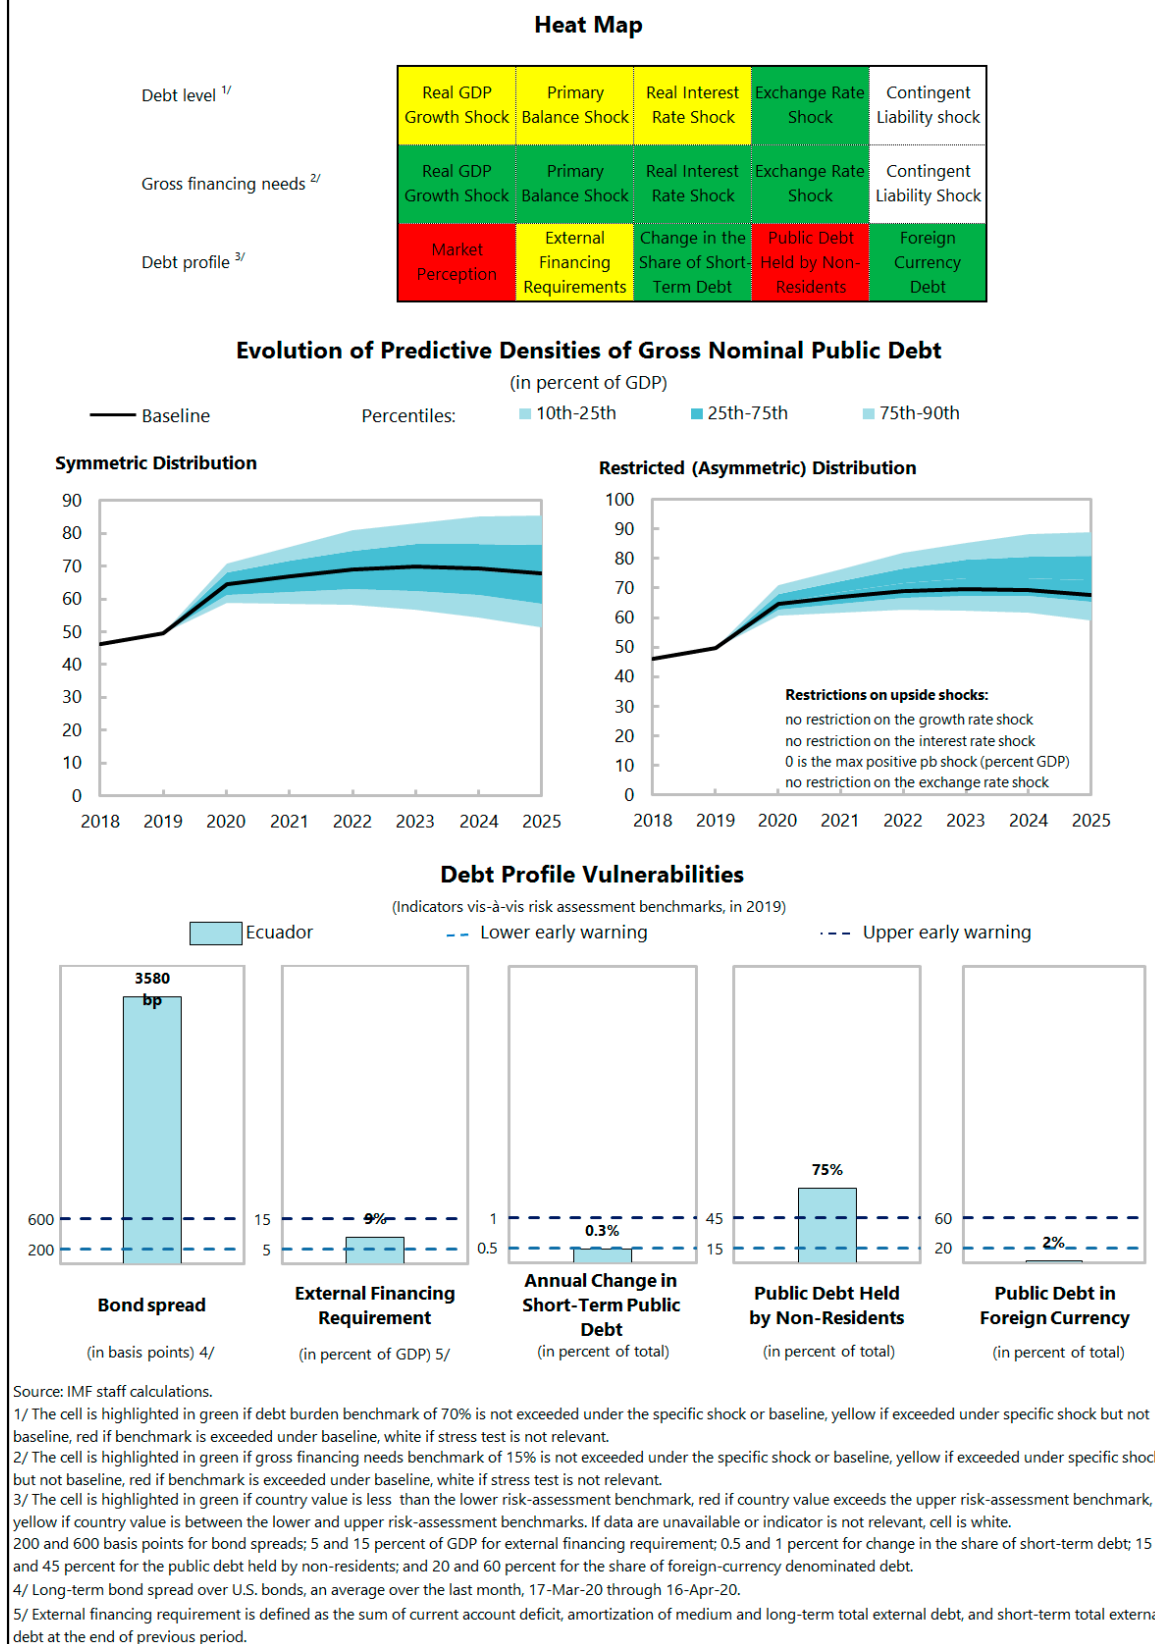 Heat Map
Debt level 1/
Real GDP Growth Shock
Primary Balance Shock
Real Interest Rate Shock
Exchange Rate Shock
Contingent Liability shock
Gross financing needs 2/
Real GDP Growth Shock
Primary Balance Shock
Real Interest Rate Shock
Exchange Rate Shock
Contingent Liability Shock
Debt profile 3/
Market Perception
External Financing Requirements
Change in the Share of Short-Term Debt
Public Debt Held by Non-Residents
Foreign Currency Debt
Evolution of Predictive Densities of Gross Nominal Public Debt
(in percent of GDP)
Baseline Percentiles: 10th-25th 25th-75th 75th-90th
Symmetric Distribution
90
80
70
60
50
40
30
20
10
0
2018 2019 2020 2021 2022 2023 2024 2025
Restricted (Asymmetric) Distribution
100
90
80
70
60
50
40
30
20
10
0
Restrictions on upside shocks:
no restriction on the growth rate shock
no restriction on the interest rate shock
0 is the max positive pb shock (percent GDP)
no restriction on the exchange rate shock
2018 2019 2020 2021 2022 2023 2024 2025
Debt Profile Vulnerabilities
(Indicators vis-à-vis risk assessment benchmarks, in 2019)
Ecuador Lower early warning Upper early warning
3580
bp
600
200
Bond spread
(in basis points) 4/
9%
15
5
External Financing
Requirement
(in percent of GDP) 5/
0.3%
1
0.5
Annual Change in
Short-Term Public
Debt
(in percent of total)
75%
45
15
Public Debt Held
by Non-Residents
(in percent of total)
2%
60
20
Public Debt in
Foreign Currency
(in percent of total)
Source: IMF staff calculations.
1/ The cell is highlighted in green if debt burden benchmark of 70% is not exceeded under the specific shock or baseline, yellow if exceeded under specific shock but not
baseline, red if benchmark is exceeded under baseline, white if stress test is not relevant.
2/ The cell is highlighted in green if gross financing needs benchmark of 15% is not exceeded under the specific shock or baseline, yellow if exceeded under specific shock
but not baseline, red if benchmark is exceeded under baseline, white if stress test is not relevant.
3/ The cell is highlighted in green if country value is less than the lower risk-assessment benchmark, red if country value exceeds the upper risk-assessment benchmark,
yellow if country value is between the lower and upper risk-assessment benchmarks. If data are unavailable or indicator is not relevant, cell is white.
200 and 600 basis points for bond spreads; 5 and 15 percent of GDP for external financing requirement; 0.5 and 1 percent for change in the share of short-term debt; 15
and 45 percent for the public debt held by non-residents; and 20 and 60 percent for the share of foreign-currency denominated debt.
4/ Long-term bond spread over U.S. bonds, an average over the last month, 17-Mar-20 through 16-Apr-20.
5/ External financing requirement is defined as the sum of current account deficit, amortization of medium and long-term total external debt, and short-term total externa
debt at the end of previous period.